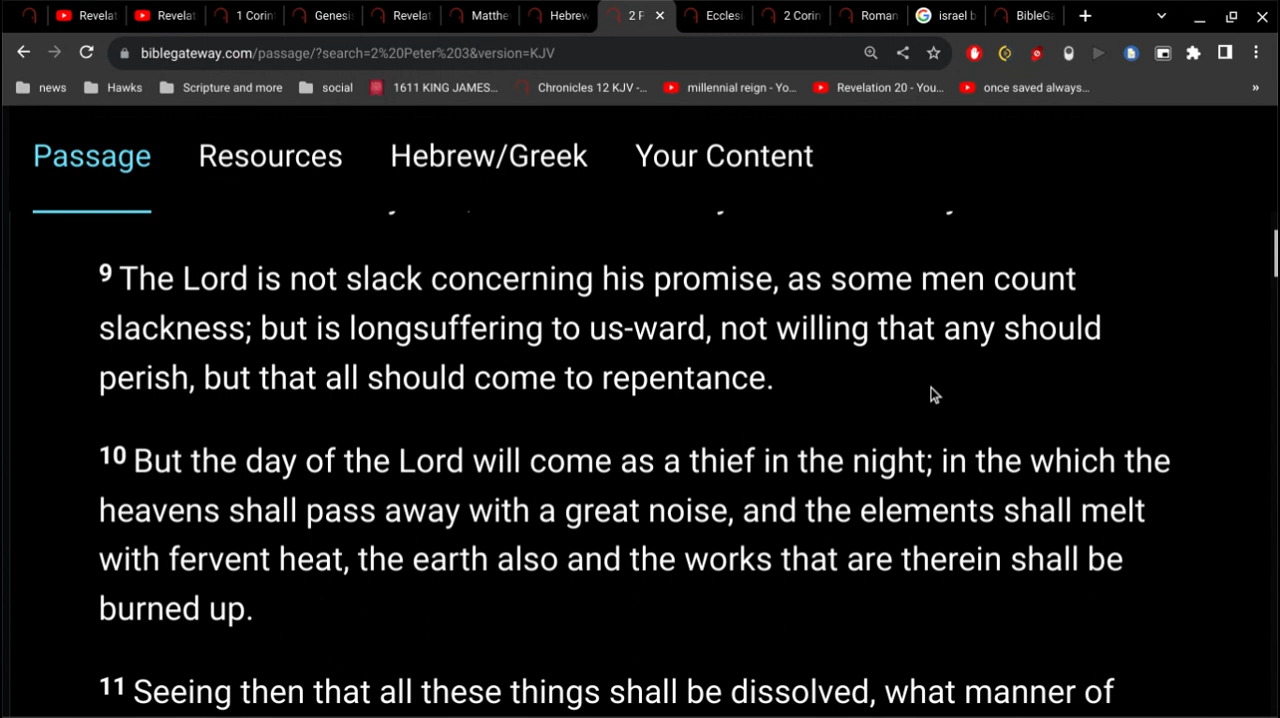 Revelat
Revelat
1 Corin
Genesis
Revelat
Matthe
Hebrew
2 P
Ecclesi
2 Corin
Roman
israel b
BibleGa
biblegateway.com/passage/?search=2%20Peter%203&version=KJV
news
Hawks
Scripture and more
social
1611 KING JAMES...
Chronicles 12 KJV -...
millennial reign - Yo...
Revelation 20 - You...
once saved always...
»
Passage
Resources
Hebrew/Greek
Your Content
9 The Lord is not slack concerning his promise, as some men count
slackness; but is longsuffering to us-ward, not willing that any should
perish, but that all should come to repentance.
10 But the day of the Lord will come as a thief in the night; in the which the
heavens shall pass away with a great noise, and the elements shall melt
with fervent heat, the earth also and the works that are therein shall be
burned up.
11 Seeing then that all these things shall be dissolved, what manner of